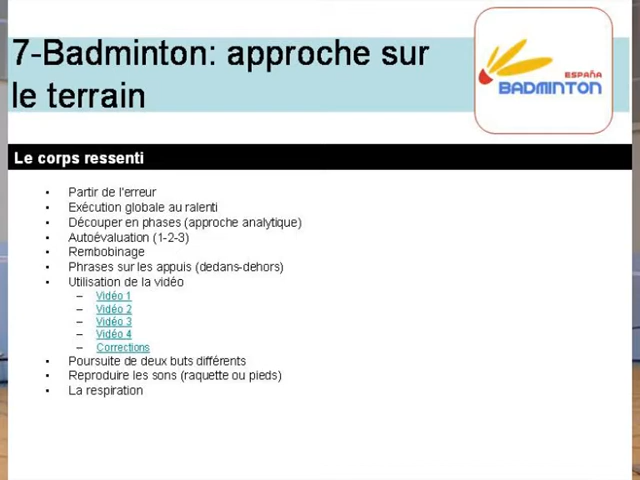 7-Badminton: approche sur
le terrain
ESPAÑA
BADMINTON
Le corps ressenti
• Partir de l'erreur
• Exécution globale au ralenti
• Découper en phases (approche analytique)
• Autoévaluation (1-2-3)
• Rembobinage
• Phrases sur les appuis (dedans-dehors)
• Utilisation de la vidéo
– Vidéo 1
– Vidéo 2
– Vidéo 3
– Vidéo 4
– Corrections
• Poursuite de deux buts différents
• Reproduire les sons (raquette ou pieds)
• La respiration